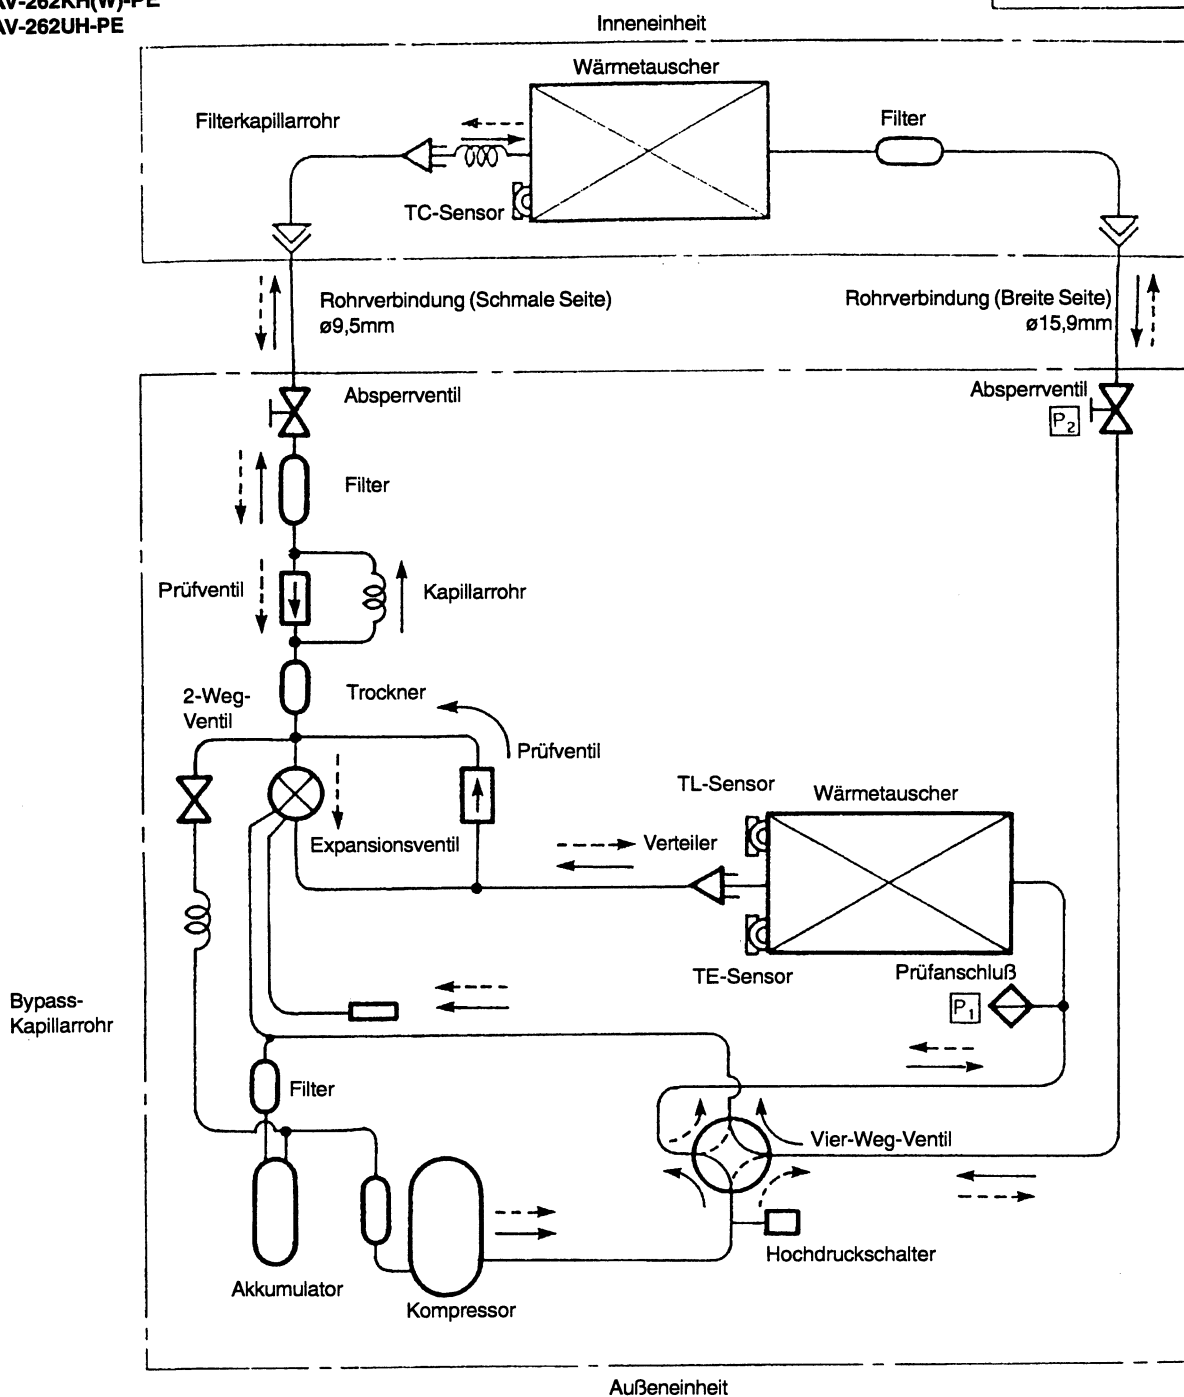 AV-262KH(W)-PE
AV-262UH-PE
Inneneinheit
Wärmetauscher
Filterkapillarrohr
Filter
TC-Sensor
Rohrverbindung (Schmale Seite)
ø9,5mm
Rohrverbindung (Breite Seite)
ø15,9mm
Absperrventil
Absperrventil
P2
Filter
Prüfventil
Kapillarrohr
Trockner
2-Weg-
Ventil
Prüfventil
TL-Sensor
Wärmetauscher
Expansionsventil
Verteiler
TE-Sensor
Prüfanschluß
P1
Bypass-
Kapillarrohr
Filter
Vier-Weg-Ventil
Hochdruckschalter
Akkumulator
Kompressor
Außeneinheit